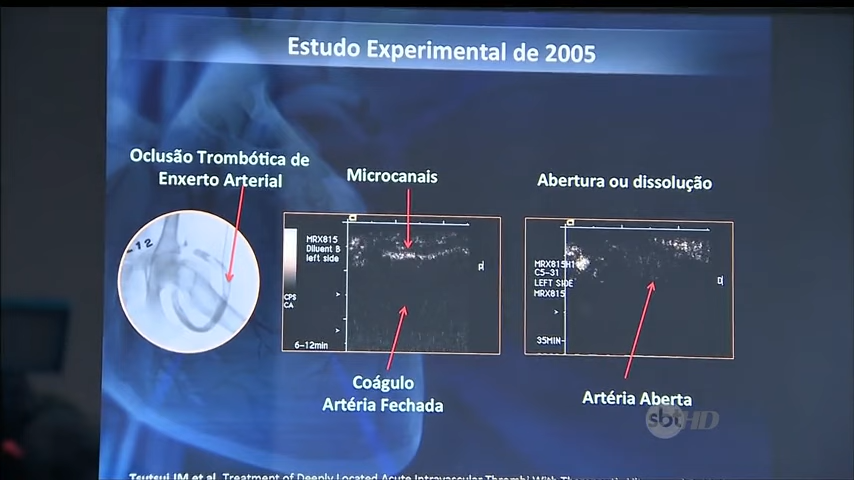 Estudo Experimental de 2005
Oclusão Trombótica de
Enxerto Arterial
Microcanais
Abertura ou dissolução
-12
MRX815
Diluent B
left side
CPS
CA
6-12min
MRX815H1
C5-31
LEFT SIDE
MRX815
35MIN
Coágulo
Artéria Fechada
Artéria Aberta
sbt HD
Tsutsui JM et al. Treatment of Deeply Located Acute Intravascular Thrombi With